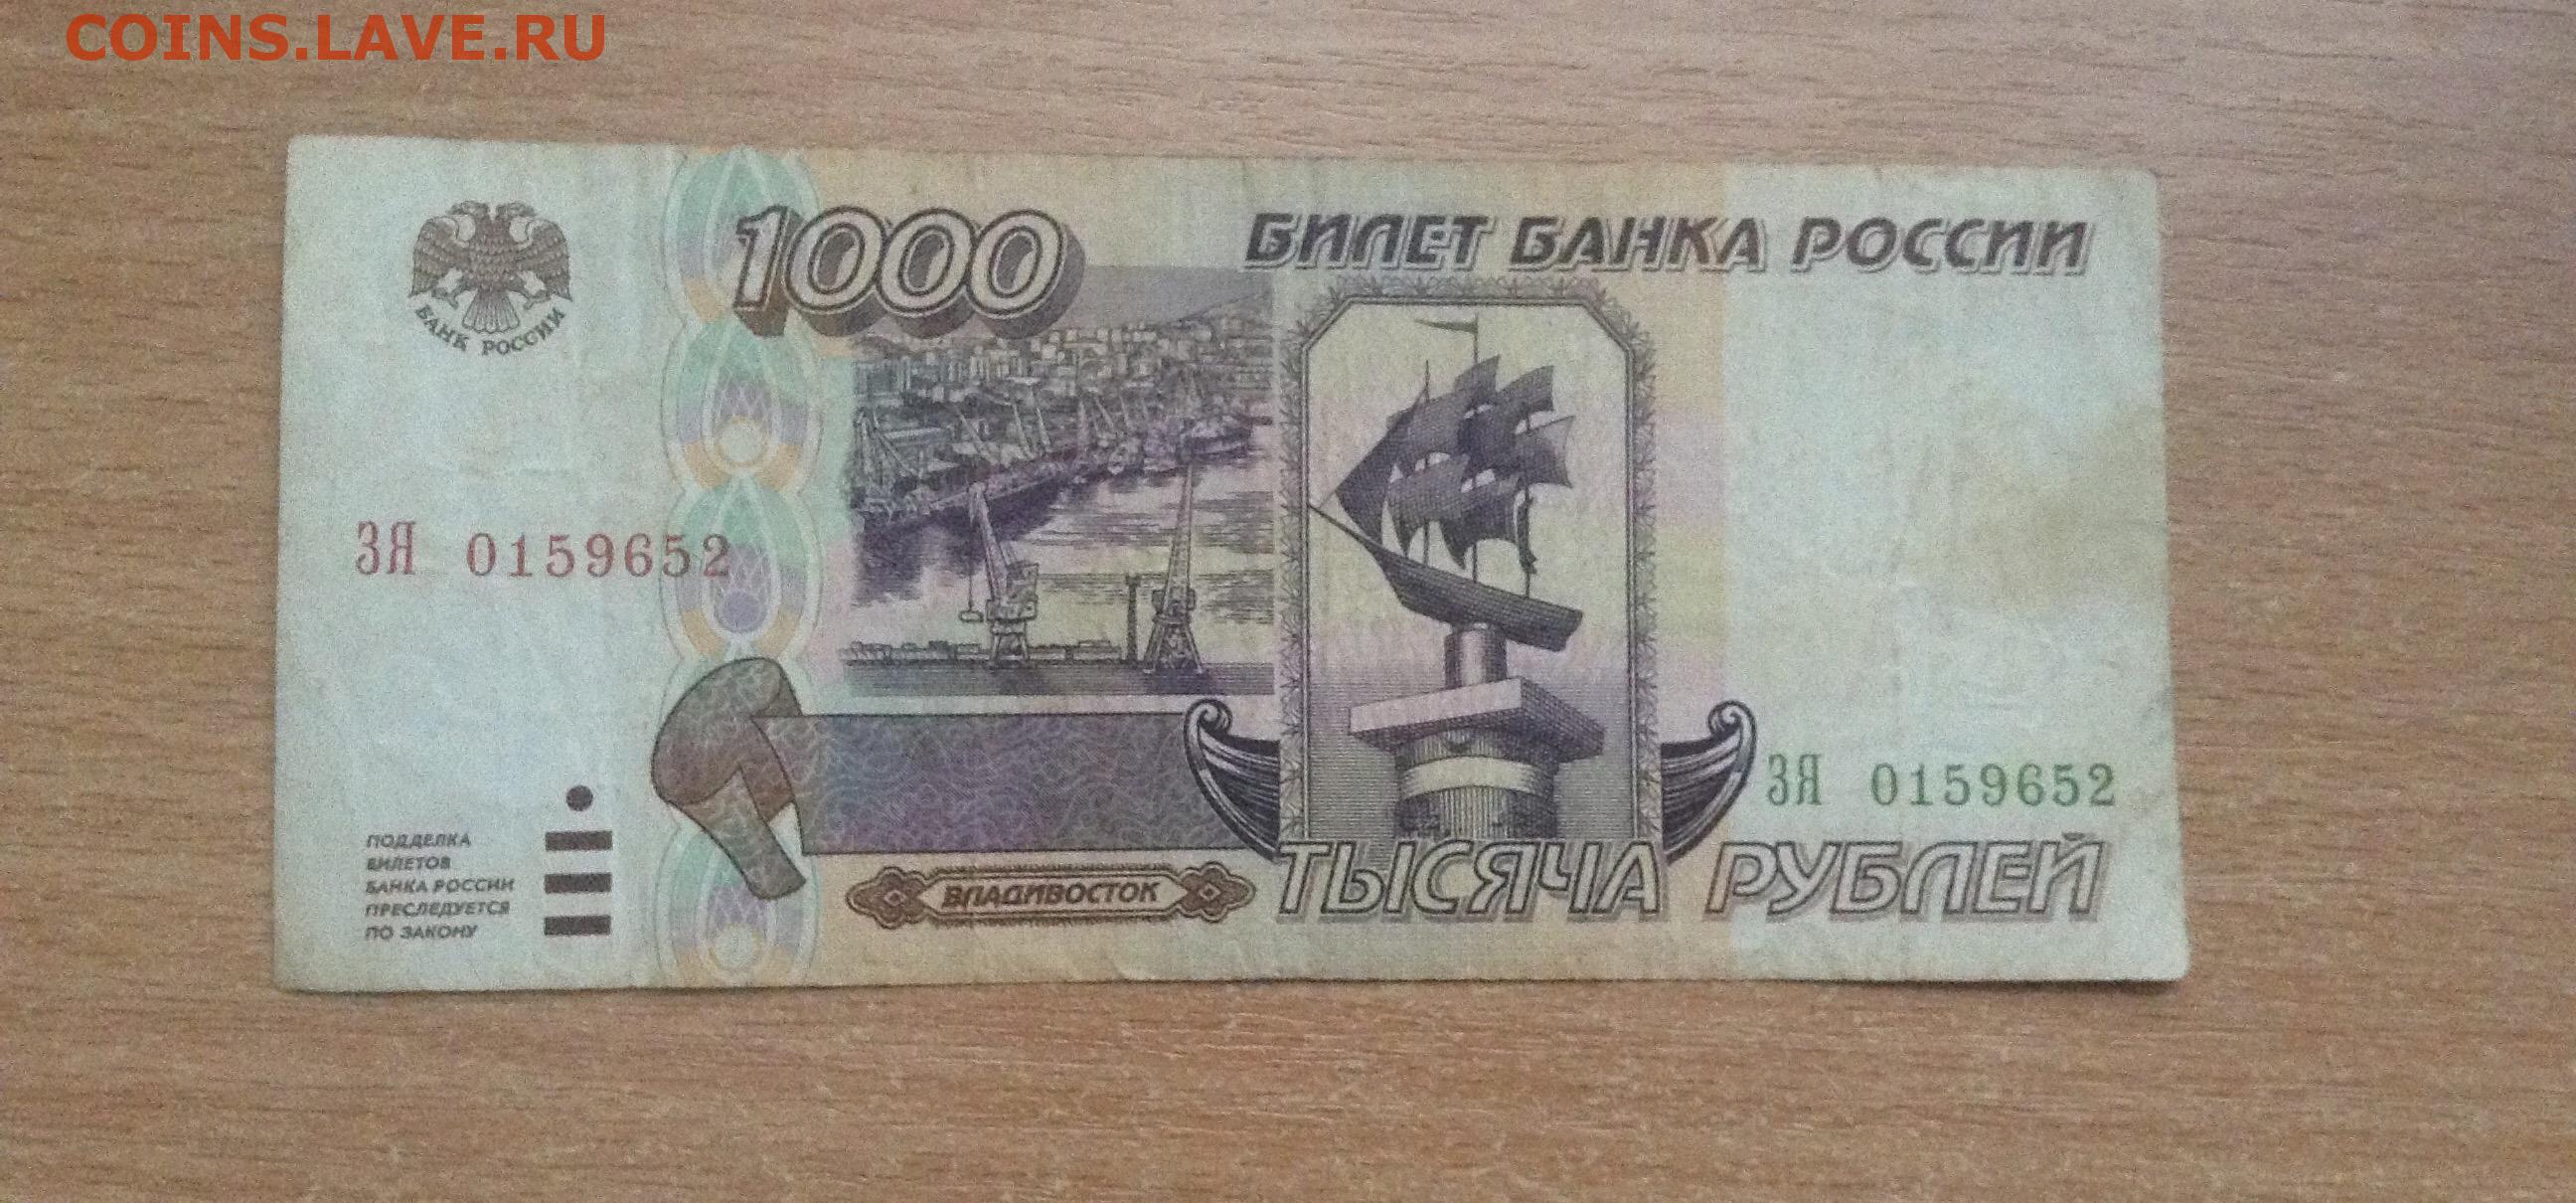 COINS.LAVE.RU
1000
БИЛЕТ БАНКА РОССИИ
БАНК РОССИИ
ЗЯ 0159652
ЗЯ 0159652
ПОДДЕЛКА
БИЛЕТОВ
БАНКА РОССИИ
ПРЕСЛЕДУЕТСЯ
ПО ЗАКОНУ
ВЛАДИВОСТОК
ТЫСЯЧА РУБЛЕЙ